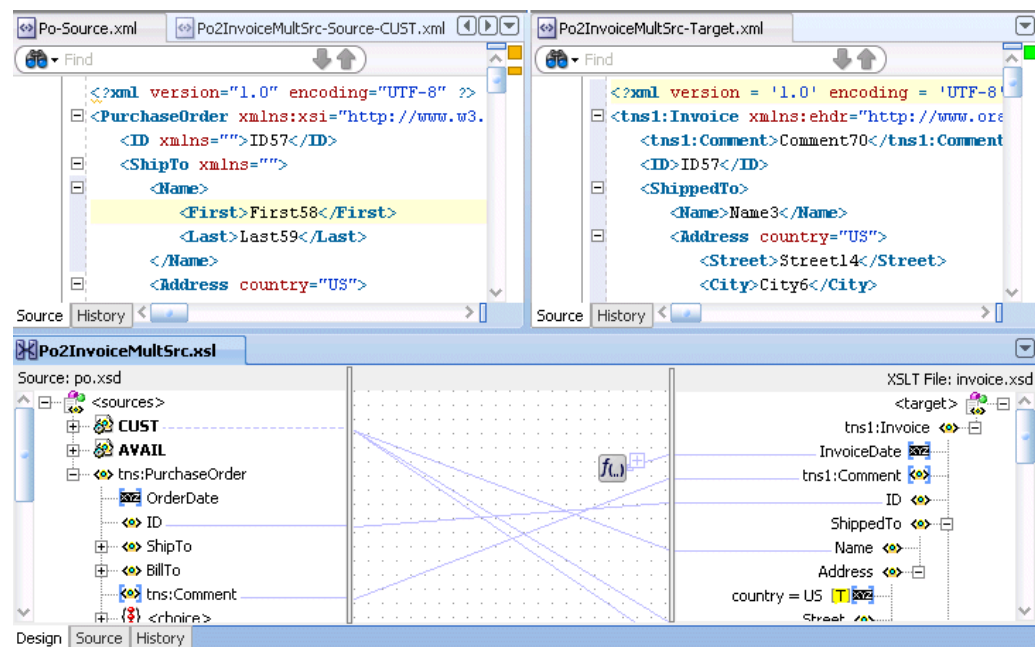 Po-Source.xml
Po2InvoiceMultSrc-Source-CUST.xml
Find
<?xml version="1.0" encoding="UTF-8" ?>
<PurchaseOrder xmlns:xsi="http://www.w3.
<ID xmlns="">ID57</ID>
<ShipTo xmlns="">
<Name>
<First>First58</First>
<Last>Last59</Last>
</Name>
<Address country="US">
Source History
Po2InvoiceMultSrc-Target.xml
Find
<?xml version = '1.0' encoding = 'UTF-8'
<tns1:Invoice xmlns:ehdr="http://www.ora
<tns1:Comment>Comment70</tns1:Comment
<ID>ID57</ID>
<ShippedTo>
<Name>Name3</Name>
<Address country="US">
<Street>Street14</Street>
<City>City6</City>
Source History
Po2InvoiceMultSrc.xsl
Source: po.xsd
<sources>
CUST
AVAIL
tns:PurchaseOrder
XYZ OrderDate
ID
ShipTo
BillTo
tns:Comment
<choice>
f(..)
XSLT File: invoice.xsd
<target>
tns1:Invoice
InvoiceDate XYZ
tns1:Comment
ID
ShippedTo
Name
Address
country = US [T] XYZ
Street
Design Source History